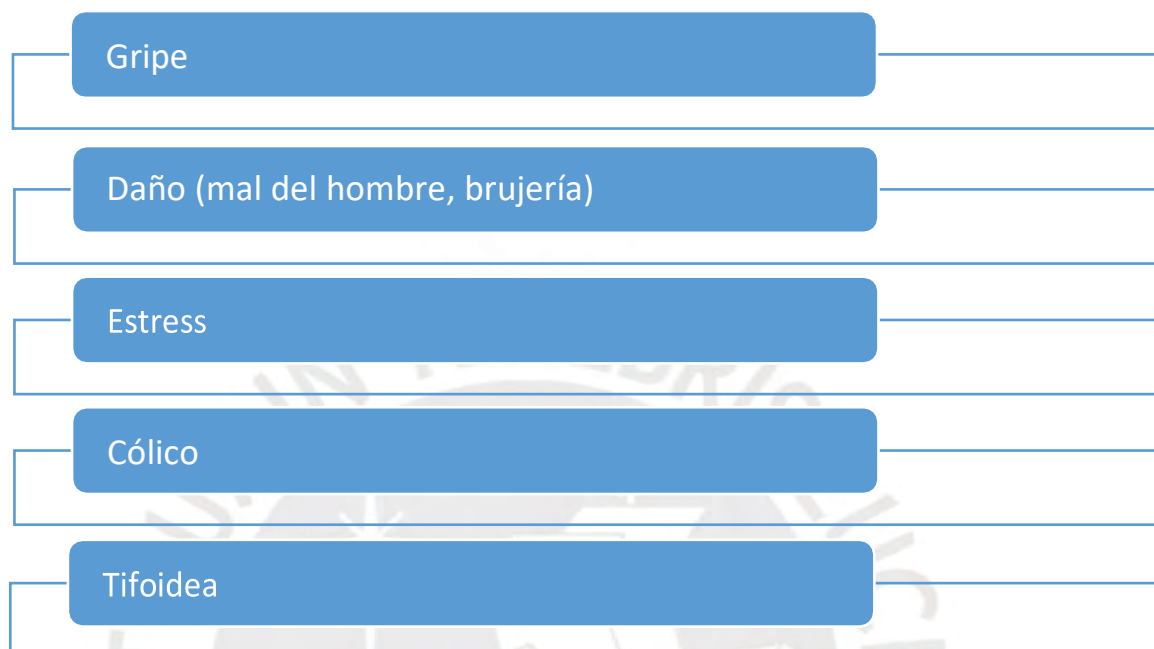 Gripe
Daño (mal del hombre, brujería)
Estress
Cólico
Tifoidea